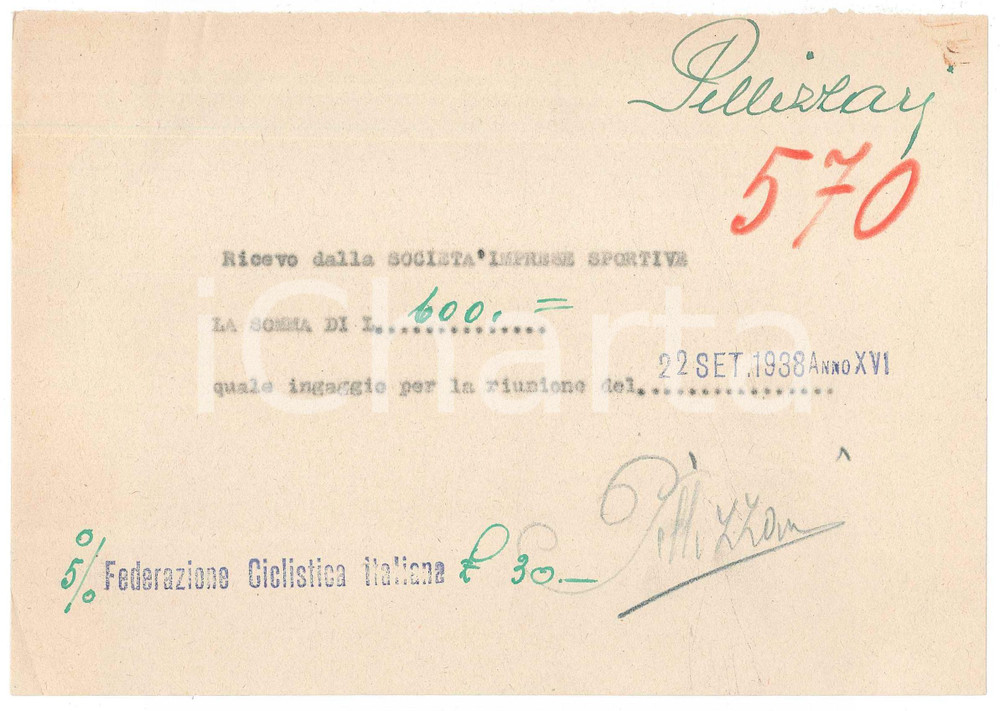 Pellizzari
570
Ricevo dalla SOCIETA' IMPRESE SPORTIVE
LA SOMMA DI L. 600. =
quale ingaggio per la riunione del 22 SET. 1938 ANNO XVI
Pellizzari
5% Federazione Ciclistica Italiana £ 30 —
iCharta